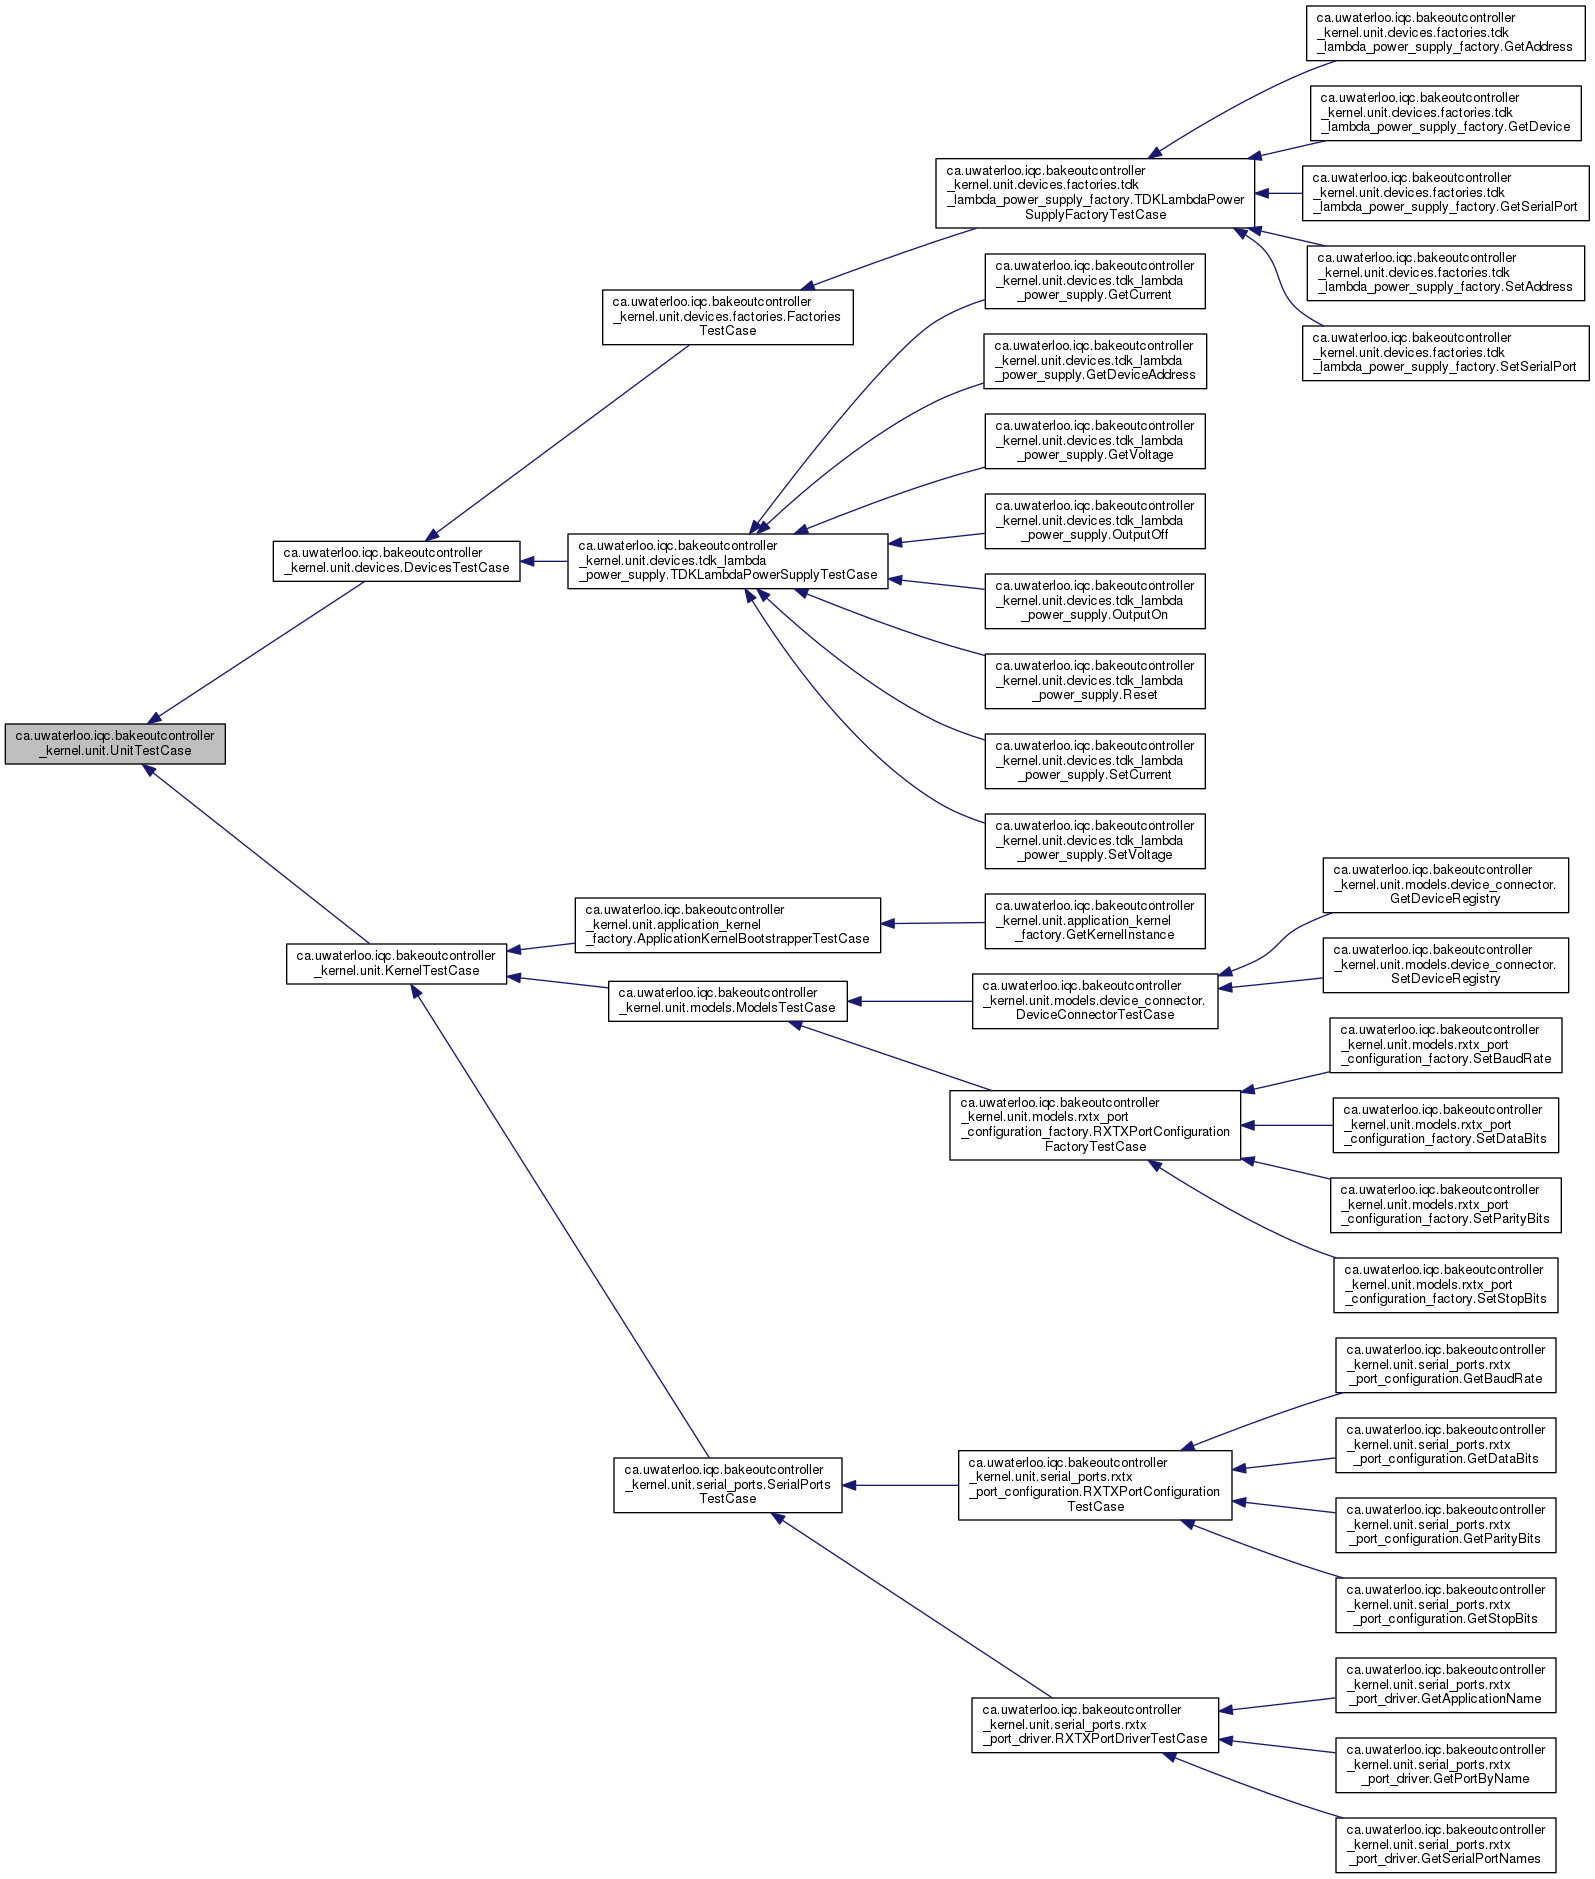 ca.uwaterloo.iqc.bakeoutcontroller
_kernel.unit.devices.factories.tdk
_lambda_power_supply_factory.GetAddress
ca.uwaterloo.iqc.bakeoutcontroller
_kernel.unit.devices.factories.tdk
_lambda_power_supply_factory.GetDevice
ca.uwaterloo.iqc.bakeoutcontroller
_kernel.unit.devices.factories.tdk
_lambda_power_supply_factory.TDKLambdaPower
SupplyFactoryTestCase
ca.uwaterloo.iqc.bakeoutcontroller
_kernel.unit.devices.factories.tdk
_lambda_power_supply_factory.GetSerialPort
ca.uwaterloo.iqc.bakeoutcontroller
_kernel.unit.devices.factories.tdk
_lambda_power_supply_factory.SetAddress
ca.uwaterloo.iqc.bakeoutcontroller
_kernel.unit.devices.factories.tdk
_lambda_power_supply_factory.SetSerialPort
ca.uwaterloo.iqc.bakeoutcontroller
_kernel.unit.devices.factories.Factories
TestCase
ca.uwaterloo.iqc.bakeoutcontroller
_kernel.unit.devices.tdk_lambda
_power_supply.GetCurrent
ca.uwaterloo.iqc.bakeoutcontroller
_kernel.unit.devices.tdk_lambda
_power_supply.GetDeviceAddress
ca.uwaterloo.iqc.bakeoutcontroller
_kernel.unit.devices.tdk_lambda
_power_supply.GetVoltage
ca.uwaterloo.iqc.bakeoutcontroller
_kernel.unit.devices.tdk_lambda
_power_supply.OutputOff
ca.uwaterloo.iqc.bakeoutcontroller
_kernel.unit.devices.DevicesTestCase
ca.uwaterloo.iqc.bakeoutcontroller
_kernel.unit.devices.tdk_lambda
_power_supply.TDKLambdaPowerSupplyTestCase
ca.uwaterloo.iqc.bakeoutcontroller
_kernel.unit.devices.tdk_lambda
_power_supply.OutputOn
ca.uwaterloo.iqc.bakeoutcontroller
_kernel.unit.devices.tdk_lambda
_power_supply.Reset
ca.uwaterloo.iqc.bakeoutcontroller
_kernel.unit.UnitTestCase
ca.uwaterloo.iqc.bakeoutcontroller
_kernel.unit.devices.tdk_lambda
_power_supply.SetCurrent
ca.uwaterloo.iqc.bakeoutcontroller
_kernel.unit.devices.tdk_lambda
_power_supply.SetVoltage
ca.uwaterloo.iqc.bakeoutcontroller
_kernel.unit.KernelTestCase
ca.uwaterloo.iqc.bakeoutcontroller
_kernel.unit.application_kernel
_factory.ApplicationKernelBootstrapperTestCase
ca.uwaterloo.iqc.bakeoutcontroller
_kernel.unit.application_kernel
_factory.GetKernelInstance
ca.uwaterloo.iqc.bakeoutcontroller
_kernel.unit.models.ModelsTestCase
ca.uwaterloo.iqc.bakeoutcontroller
_kernel.unit.models.device_connector.
DeviceConnectorTestCase
ca.uwaterloo.iqc.bakeoutcontroller
_kernel.unit.models.device_connector.
GetDeviceRegistry
ca.uwaterloo.iqc.bakeoutcontroller
_kernel.unit.models.device_connector.
SetDeviceRegistry
ca.uwaterloo.iqc.bakeoutcontroller
_kernel.unit.models.rxtx_port
_configuration_factory.RXTXPortConfiguration
FactoryTestCase
ca.uwaterloo.iqc.bakeoutcontroller
_kernel.unit.models.rxtx_port
_configuration_factory.SetBaudRate
ca.uwaterloo.iqc.bakeoutcontroller
_kernel.unit.models.rxtx_port
_configuration_factory.SetDataBits
ca.uwaterloo.iqc.bakeoutcontroller
_kernel.unit.models.rxtx_port
_configuration_factory.SetParityBits
ca.uwaterloo.iqc.bakeoutcontroller
_kernel.unit.models.rxtx_port
_configuration_factory.SetStopBits
ca.uwaterloo.iqc.bakeoutcontroller
_kernel.unit.serial_ports.SerialPorts
TestCase
ca.uwaterloo.iqc.bakeoutcontroller
_kernel.unit.serial_ports.rxtx
_port_configuration.RXTXPortConfiguration
TestCase
ca.uwaterloo.iqc.bakeoutcontroller
_kernel.unit.serial_ports.rxtx
_port_configuration.GetBaudRate
ca.uwaterloo.iqc.bakeoutcontroller
_kernel.unit.serial_ports.rxtx
_port_configuration.GetDataBits
ca.uwaterloo.iqc.bakeoutcontroller
_kernel.unit.serial_ports.rxtx
_port_configuration.GetParityBits
ca.uwaterloo.iqc.bakeoutcontroller
_kernel.unit.serial_ports.rxtx
_port_configuration.GetStopBits
ca.uwaterloo.iqc.bakeoutcontroller
_kernel.unit.serial_ports.rxtx
_port_driver.RXTXPortDriverTestCase
ca.uwaterloo.iqc.bakeoutcontroller
_kernel.unit.serial_ports.rxtx
_port_driver.GetApplicationName
ca.uwaterloo.iqc.bakeoutcontroller
_kernel.unit.serial_ports.rxtx
_port_driver.GetPortByName
ca.uwaterloo.iqc.bakeoutcontroller
_kernel.unit.serial_ports.rxtx
_port_driver.GetSerialPortNames